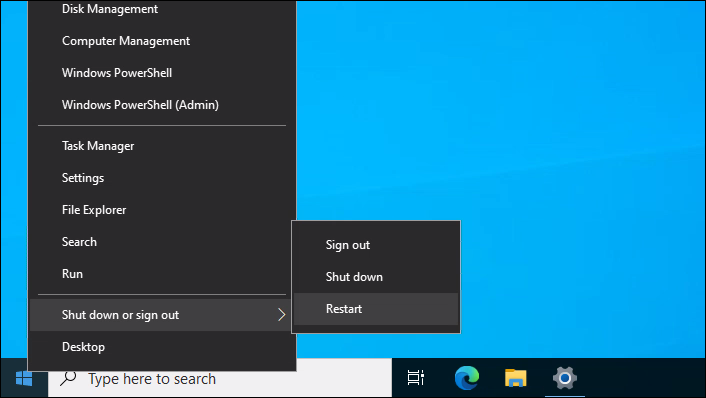 Disk Management
Computer Management
Windows PowerShell
Windows PowerShell (Admin)
Task Manager
Settings
File Explorer
Search
Run
Shut down or sign out
Desktop
Sign out
Shut down
Restart
Type here to search